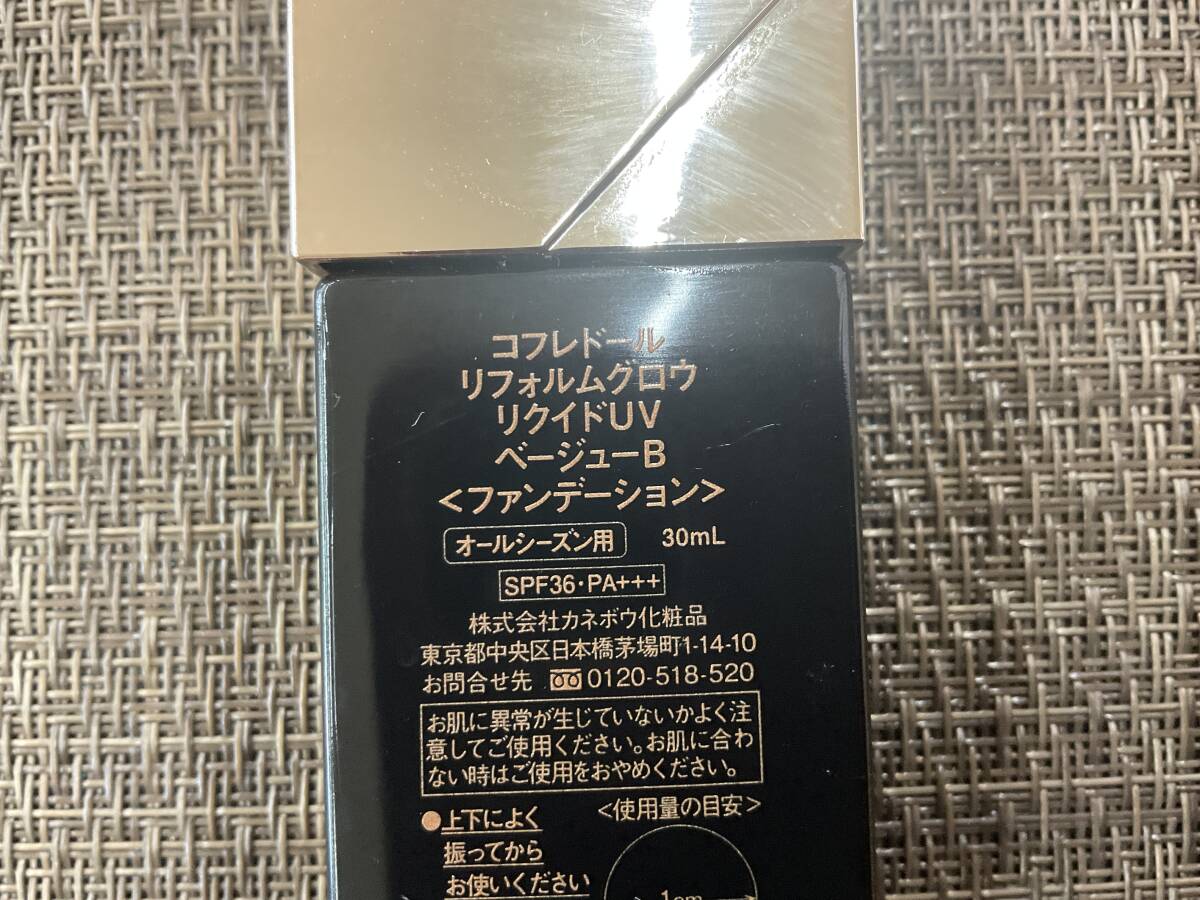 コフレドール
リフォルムグロウ
リクイドUV
ベージューB
<ファンデーション>
オールシーズン用 30mL
SPF36・PA+++
株式会社カネボウ化粧品
東京都中央区日本橋茅場町1-14-10
お問合せ先 0120-518-520
お肌に異常が生じていないかよく注
意してご使用ください。お肌に合わ
ない時はご使用をおやめください。
<使用量の目安>
●上下によく
振ってから
お使いください
1cm